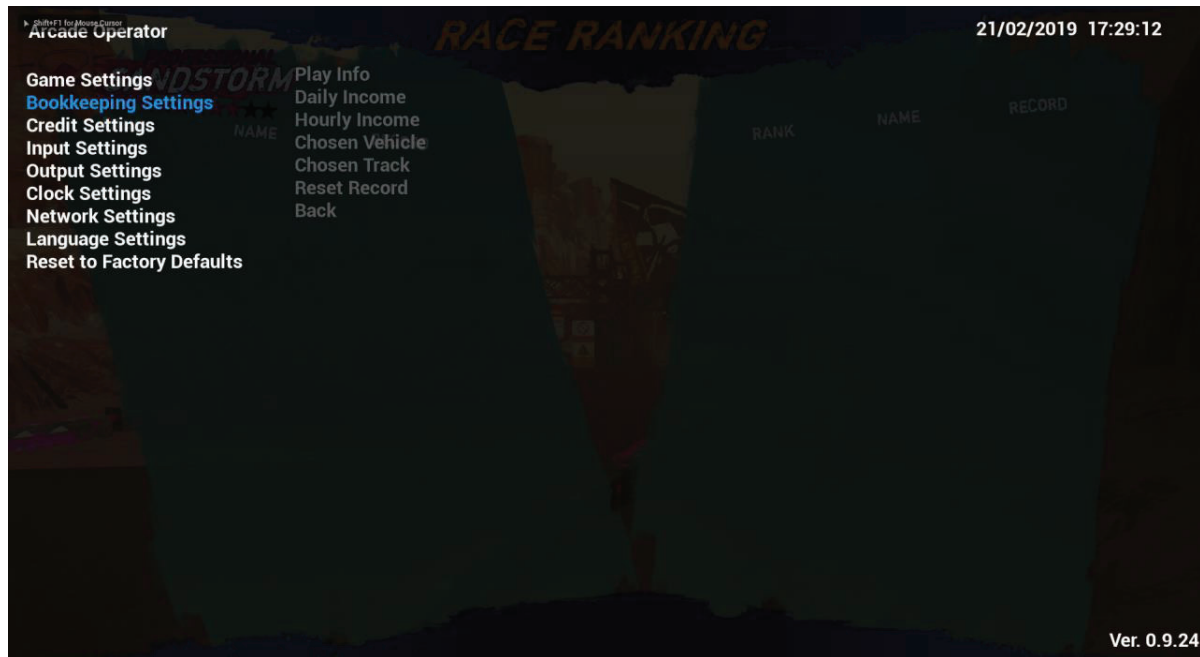 Shift+F1 for Mouse Cursor
Arcade Operator
21/02/2019 17:29:12
RACE RANKING
Game Settings
Bookkeeping Settings
Credit Settings
Input Settings
Output Settings
Clock Settings
Network Settings
Language Settings
Reset to Factory Defaults
Play Info
Daily Income
Hourly Income
Chosen Vehicle
Chosen Track
Reset Record
Back
NAME
RANK NAME RECORD
Ver. 0.9.24